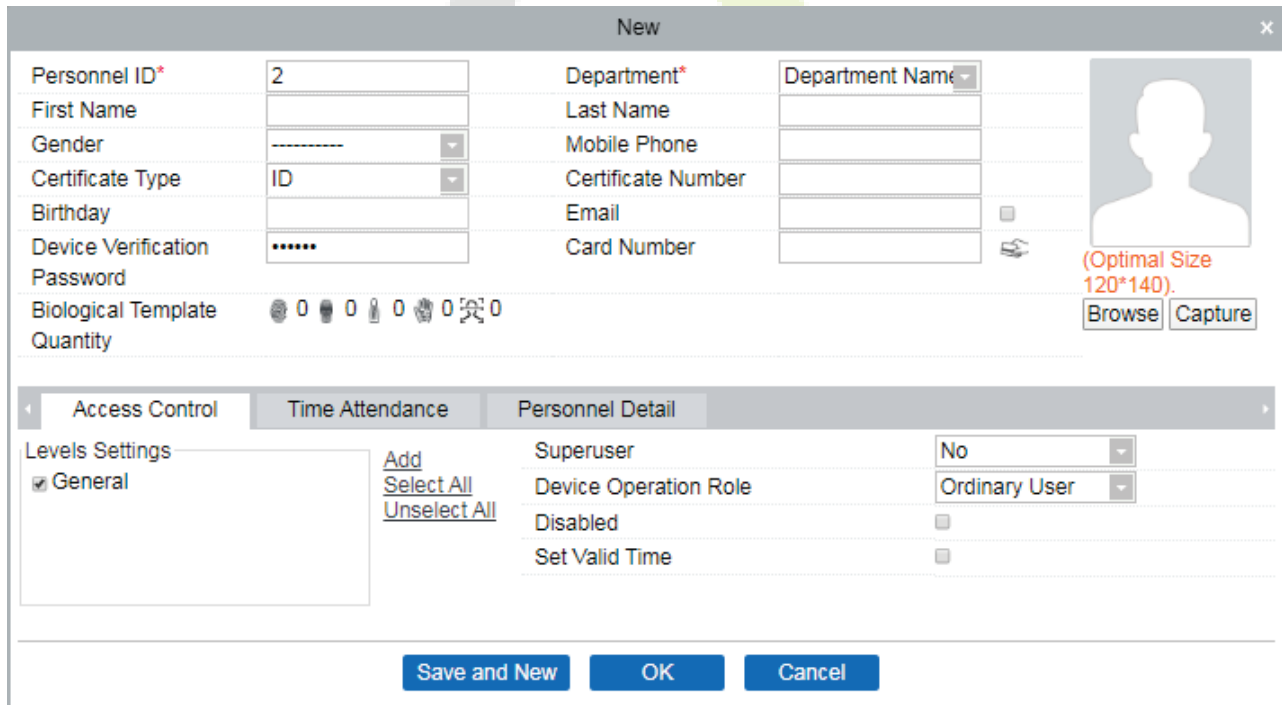 New ×
Personnel ID* 2 Department* Department Name
First Name Last Name
Gender ---------- Mobile Phone
Certificate Type ID Certificate Number
Birthday Email
Device Verification Password •••••• Card Number
(Optimal Size
120*140).
Biological Template Quantity 0 0 0 0 0
Browse Capture
Access Control Time Attendance Personnel Detail
Levels Settings
General
Add
Select All
Unselect All
Superuser No
Device Operation Role Ordinary User
Disabled
Set Valid Time
Save and New OK Cancel